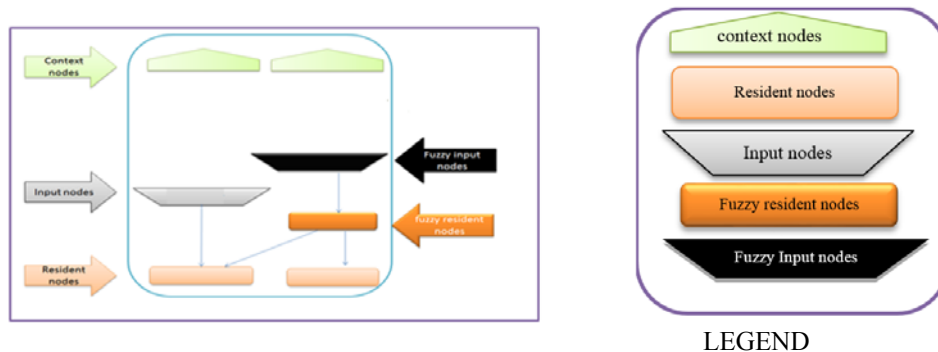 Context
nodes
Fuzzy input
nodes
Input nodes
fuzzy resident
nodes
Resident
nodes
context nodes
Resident nodes
Input nodes
Fuzzy resident nodes
Fuzzy Input nodes
LEGEND